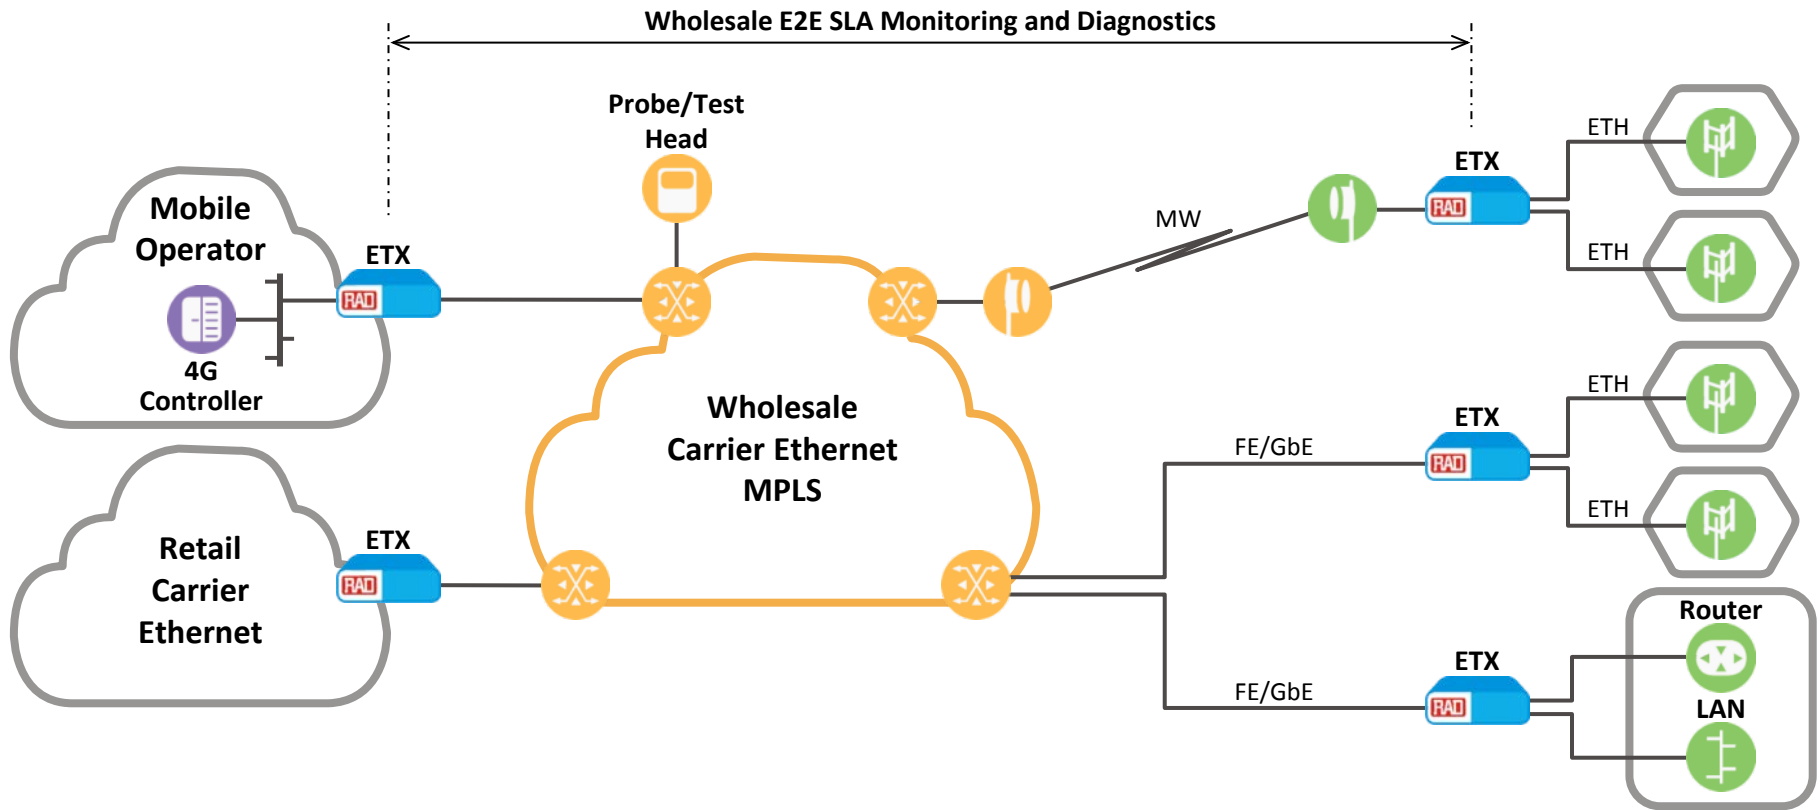 Wholesale E2E SLA Monitoring and Diagnostics
Probe/Test
Head
Mobile
Operator
ETX
RAD
4G
Controller
MW
ETX
RAD
ETH
ETH
Wholesale
Carrier Ethernet
MPLS
FE/GbE
ETX
RAD
ETH
ETH
Retail
Carrier
Ethernet
ETX
RAD
FE/GbE
ETX
RAD
Router
LAN